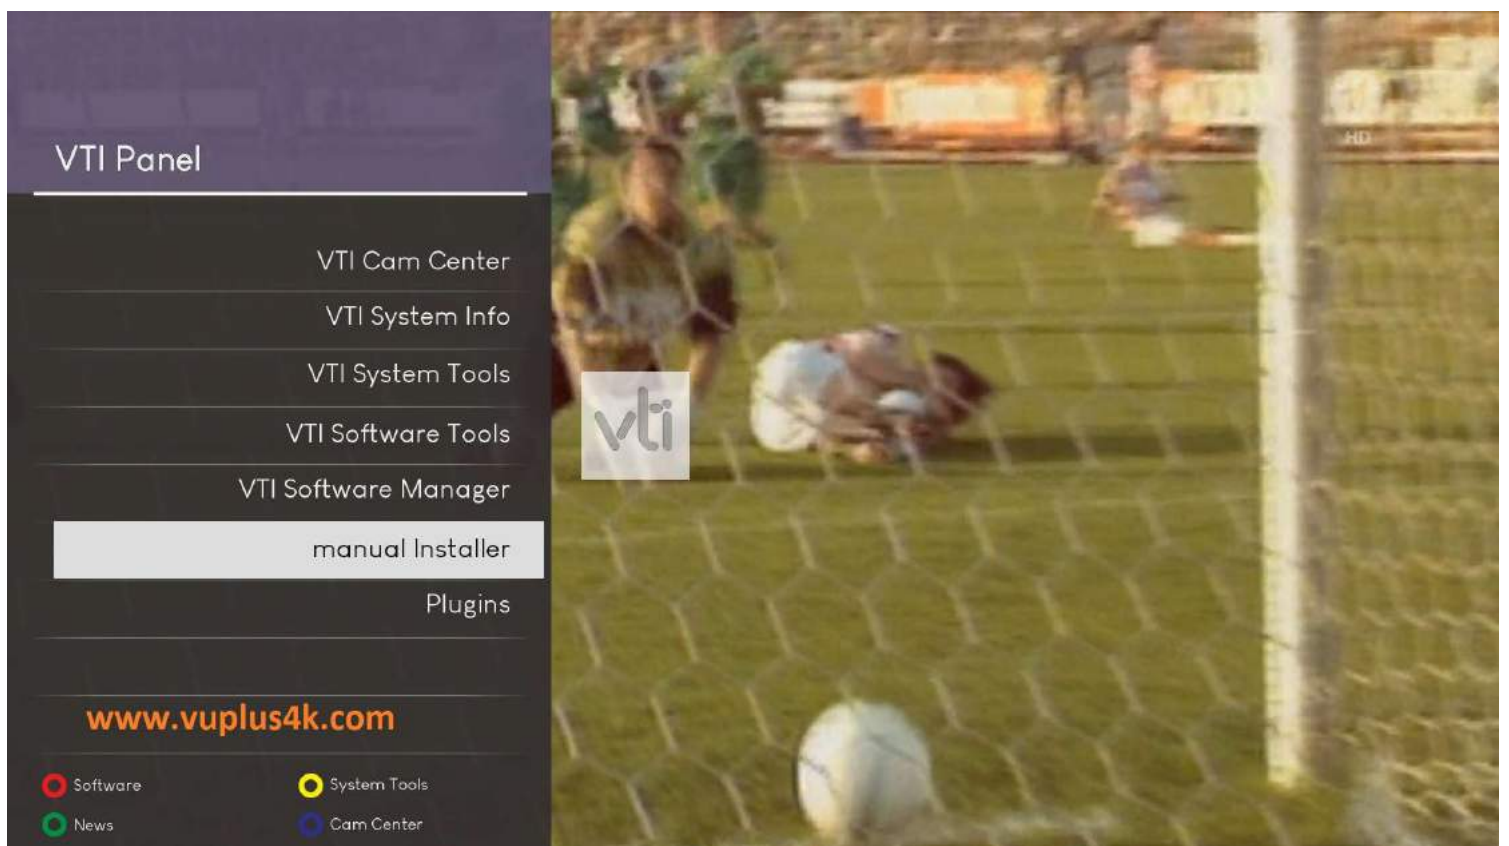 VTI Panel
HD
VTI Cam Center
VTI System Info
VTI System Tools
VTI Software Tools
vti
VTI Software Manager
manual Installer
Plugins
www.vuplus4k.com
Software
System Tools
News
Cam Center